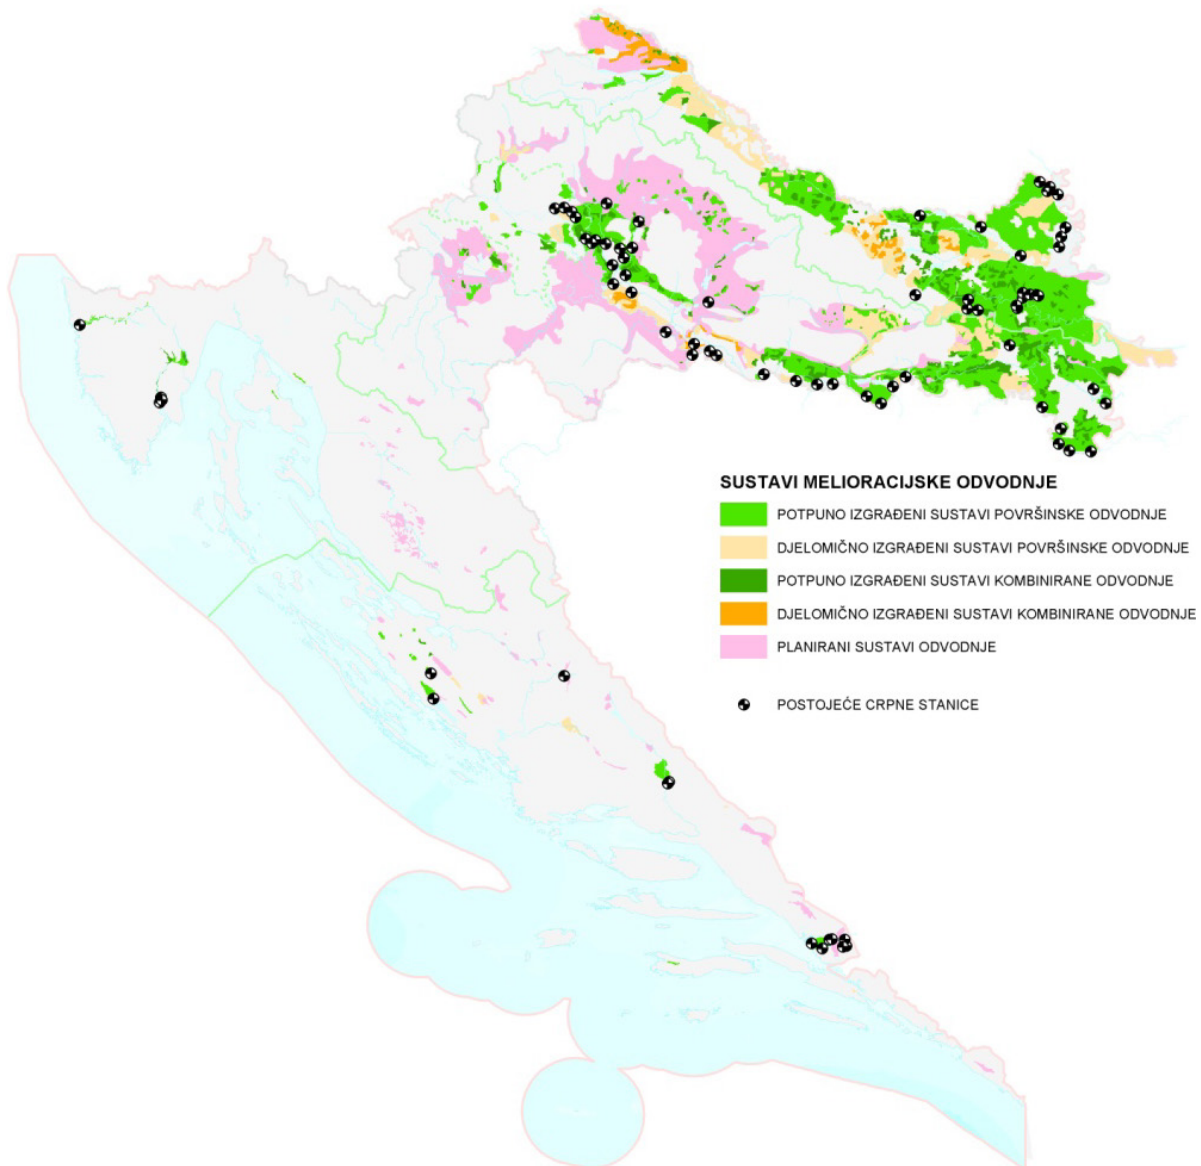 SUSTAVI MELIORACIJSKE ODVODNJE
POTPUNO IZGRAĐENI SUSTAVI POVRŠINSKE ODVODNJE
DJELOMIČNO IZGRAĐENI SUSTAVI POVRŠINSKE ODVODNJE
POTPUNO IZGRAĐENI SUSTAVI KOMBINIRANE ODVODNJE
DJELOMIČNO IZGRAĐENI SUSTAVI KOMBINIRANE ODVODNJE
PLANIRANI SUSTAVI ODVODNJE
POSTOJEĆE CRPNE STANICE